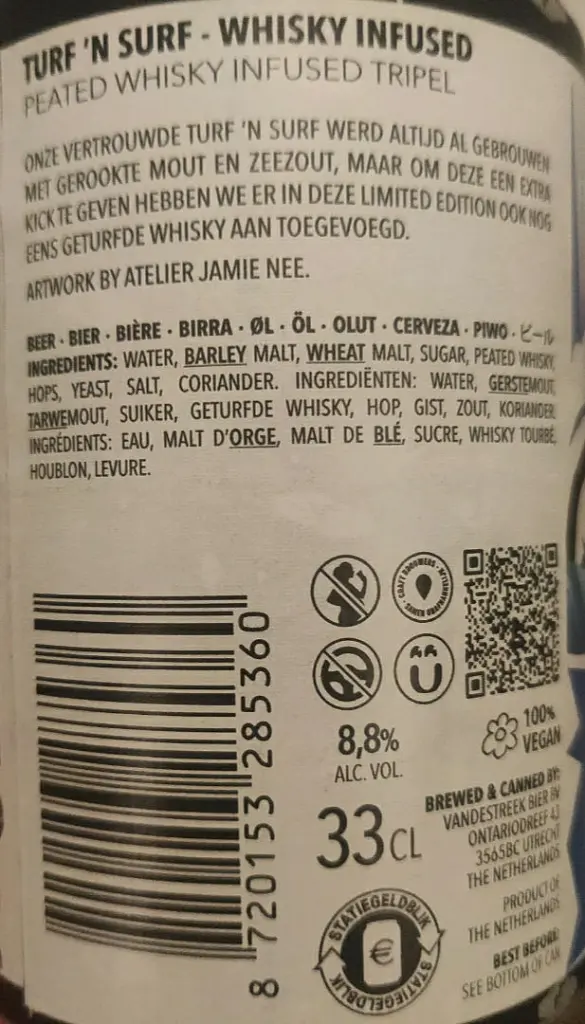 TURF 'N SURF - WHISKY INFUSED
PEATED WHISKY INFUSED TRIPEL
ONZE VERTROUWDE TURF 'N SURF WERD ALTIJD AL GEBROUWEN
MET GEROOKTE MOUT EN ZEEZOUT, MAAR OM DEZE EEN EXTRA
KICK TE GEVEN HEBBEN WE ER IN DEZE LIMITED EDITION OOK NOG
EENS GETURFDE WHISKY AAN TOEGEVOEGD.
ARTWORK BY ATELIER JAMIE NEE.
BEER · BIER · BIÈRE · BIRRA · ØL · ÖL · OLUT · CERVEZA · PIWO · ビール
INGREDIENTS: WATER, BARLEY MALT, WHEAT MALT, SUGAR, PEATED WHISKY,
HOPS, YEAST, SALT, CORIANDER. INGREDIËNTEN: WATER, GERSTEMOUT,
TARWEMOUT, SUIKER, GETURFDE WHISKY, HOP, GIST, ZOUT, KORIANDER.
INGRÉDIENTS: EAU, MALT D'ORGE, MALT DE BLÉ, SUCRE, WHISKY TOURBÉ,
HOUBLON, LEVURE.
8 720153 285360
CRAFT BROUWERS
8,8%
ALC. VOL.
33 CL
100%
VEGAN
BREWED & CANNED BY:
VANDESTREEK BIER BV
ONTARIODREEF 43
3565BC UTRECHT
THE NETHERLANDS
PRODUCT OF
THE NETHERLANDS
BEST BEFORE:
SEE BOTTOM OF CAN
STATIEGELDBLIK
€
STATIEGELDBLIK
STATIEGELDBLIK